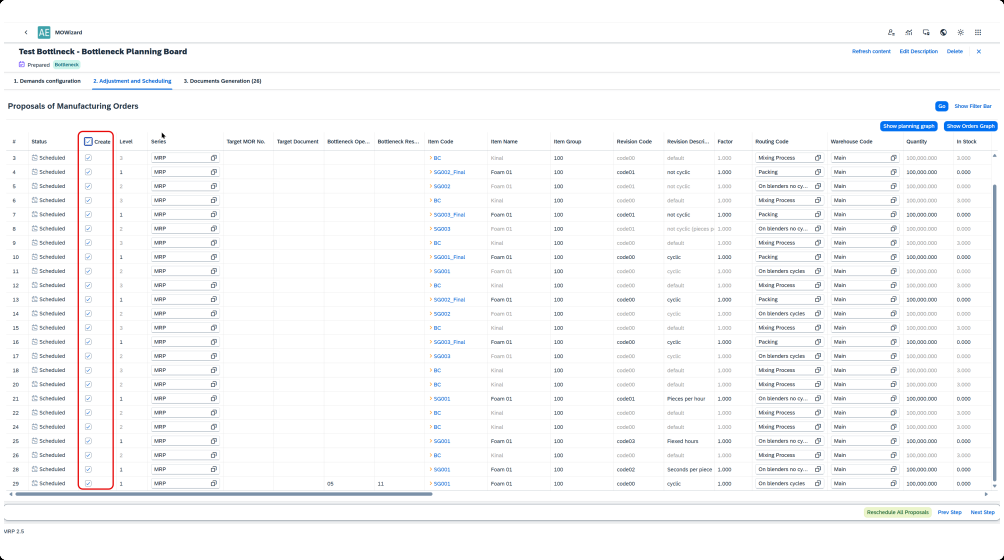 AE MOWizard
Test Bottlneck - Bottleneck Planning Board
Refresh content Edit Description Delete
Prepared Bottleneck
1. Demands configuration 2. Adjustment and Scheduling 3. Documents Generation (26)
Proposals of Manufacturing Orders
Go Show Filter Bar
Show planning graph Show Orders Graph
# Status Create Level Series Target MOR No. Target Document Bottleneck Ope... Bottleneck Res... Item Code Item Name Item Group Revision Code Revision Descri... Factor Routing Code Warehouse Code Quantity In Stock
3 Scheduled 3 MRP BC Kinai 100 code00 default 1.000 Mixing Process Main 100,000.000 3.000
4 Scheduled 1 MRP SG002_Final Foam 01 100 code01 not cyclic 1.000 Packing Main 100,000.000 0.000
5 Scheduled 2 MRP SG002 Foam 01 100 code01 not cyclic 1.000 On blenders no cy... Main 100,000.000 0.000
6 Scheduled 3 MRP BC Kinai 100 code00 default 1.000 Mixing Process Main 100,000.000 3.000
7 Scheduled 1 MRP SG003_Final Foam 01 100 code01 not cyclic 1.000 Packing Main 100,000.000 0.000
8 Scheduled 2 MRP SG003 Foam 01 100 code01 not cyclic (pieces p 1.000 On blenders no cy... Main 100,000.000 0.000
9 Scheduled 3 MRP BC Kinai 100 code00 default 1.000 Mixing Process Main 100,000.000 3.000
10 Scheduled 1 MRP SG001_Final Foam 01 100 code00 cyclic 1.000 Packing Main 100,000.000 0.000
11 Scheduled 2 MRP SG001 Foam 01 100 code00 cyclic 1.000 On blenders cycles Main 100,000.000 0.000
12 Scheduled 3 MRP BC Kinai 100 code00 default 1.000 Mixing Process Main 100,000.000 3.000
13 Scheduled 1 MRP SG002_Final Foam 01 100 code00 cyclic 1.000 Packing Main 100,000.000 0.000
14 Scheduled 2 MRP SG002 Foam 01 100 code00 cyclic 1.000 On blenders cycles Main 100,000.000 0.000
15 Scheduled 3 MRP BC Kinai 100 code00 default 1.000 Mixing Process Main 100,000.000 3.000
16 Scheduled 1 MRP SG003_Final Foam 01 100 code00 cyclic 1.000 Packing Main 100,000.000 0.000
17 Scheduled 2 MRP SG003 Foam 01 100 code00 cyclic 1.000 On blenders cycles Main 100,000.000 0.000
18 Scheduled 3 MRP BC Kinai 100 code00 default 1.000 Mixing Process Main 100,000.000 3.000
20 Scheduled 2 MRP BC Kinai 100 code00 default 1.000 Mixing Process Main 100,000.000 3.000
21 Scheduled 1 MRP SG001 Foam 01 100 code01 Pieces per hour 1.000 On blenders no cy... Main 100,000.000 0.000
22 Scheduled 2 MRP BC Kinai 100 code00 default 1.000 Mixing Process Main 100,000.000 3.000
24 Scheduled 2 MRP BC Kinai 100 code00 default 1.000 Mixing Process Main 100,000.000 3.000
25 Scheduled 1 MRP SG001 Foam 01 100 code03 Fiexed hours 1.000 On blenders no cy... Main 100,000.000 0.000
26 Scheduled 2 MRP BC Kinai 100 code00 default 1.000 Mixing Process Main 100,000.000 3.000
28 Scheduled 1 MRP SG001 Foam 01 100 code02 Seconds per piece 1.000 On blenders no cy... Main 100,000.000 0.000
29 Scheduled 1 MRP 05 11 SG001 Foam 01 100 code00 cyclic 1.000 On blenders cycles Main 100,000.000 0.000
Reschedule All Proposals Prev Step Next Step
MRP 2.5